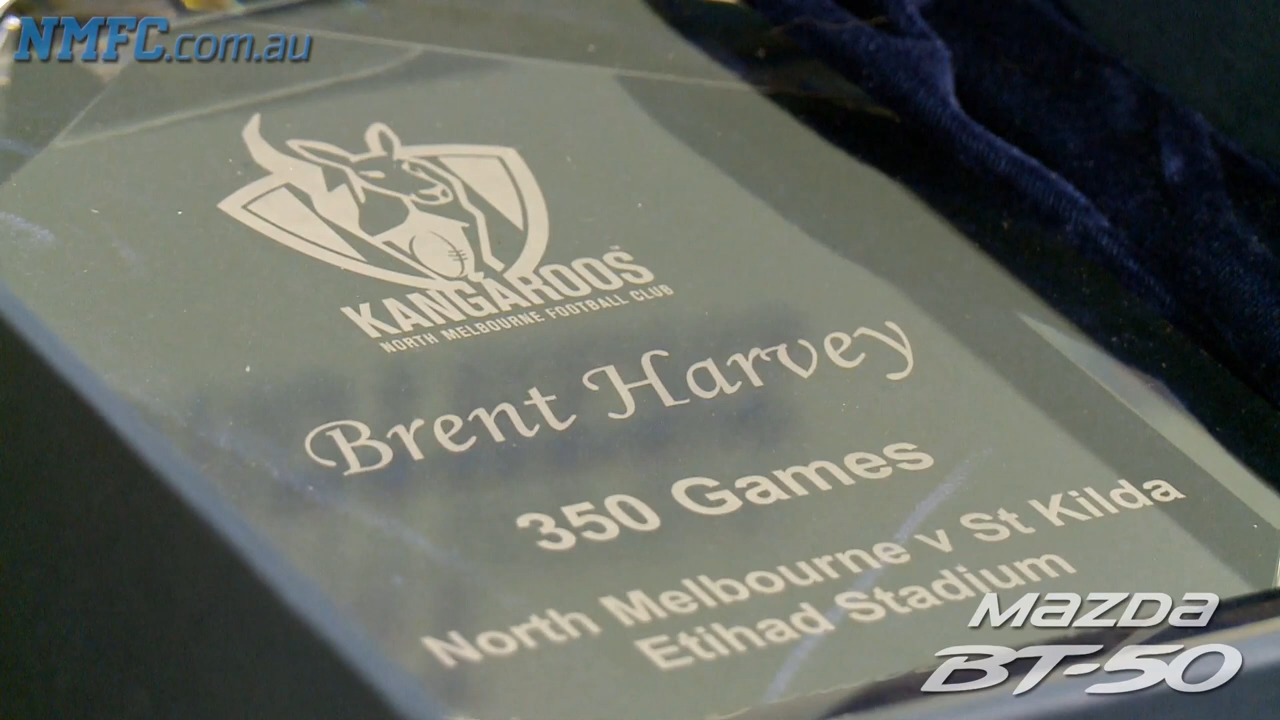 NMFC.com.au
KANGAROOS
NORTH MELBOURNE FOOTBALL CLUB
Brent Harvey
350 Games
North Melbourne v St Kilda
Etihad Stadium
mazda
BT-50